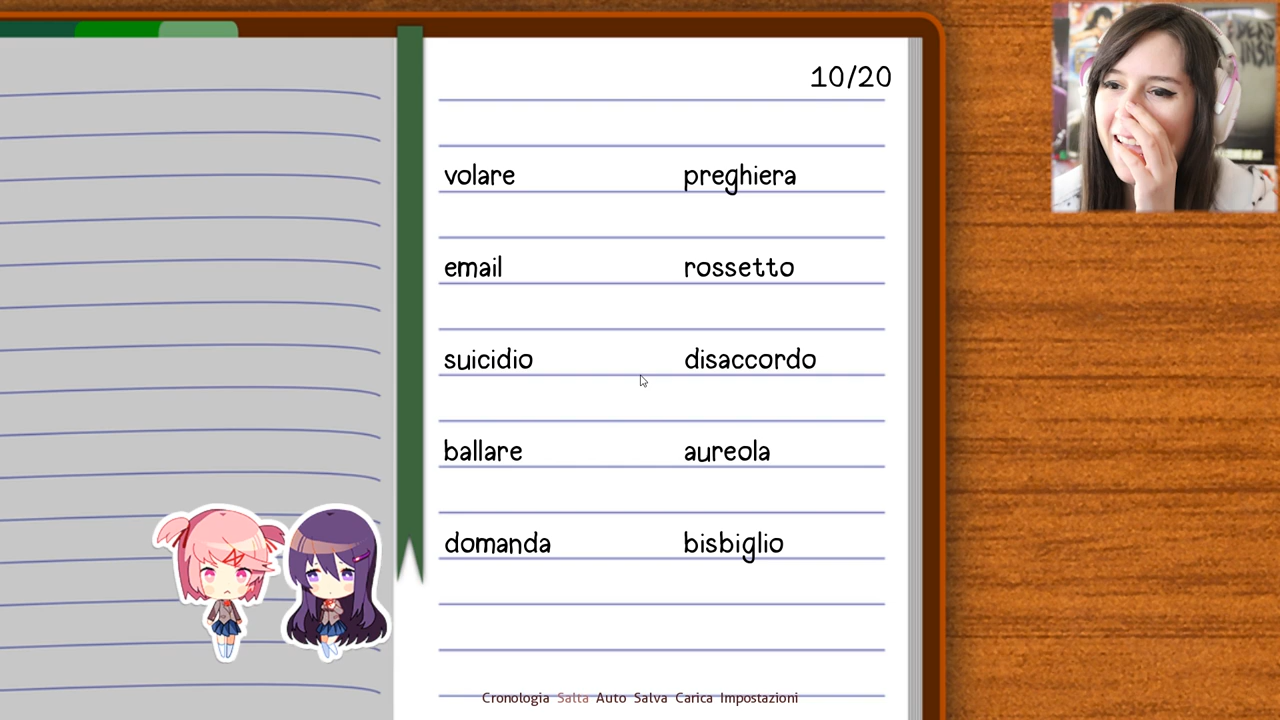 10/20
volare preghiera
email rossetto
suicidio disaccordo
ballare aureola
domanda bisbiglio
Cronologia Salta Auto Salva Carica Impostazioni